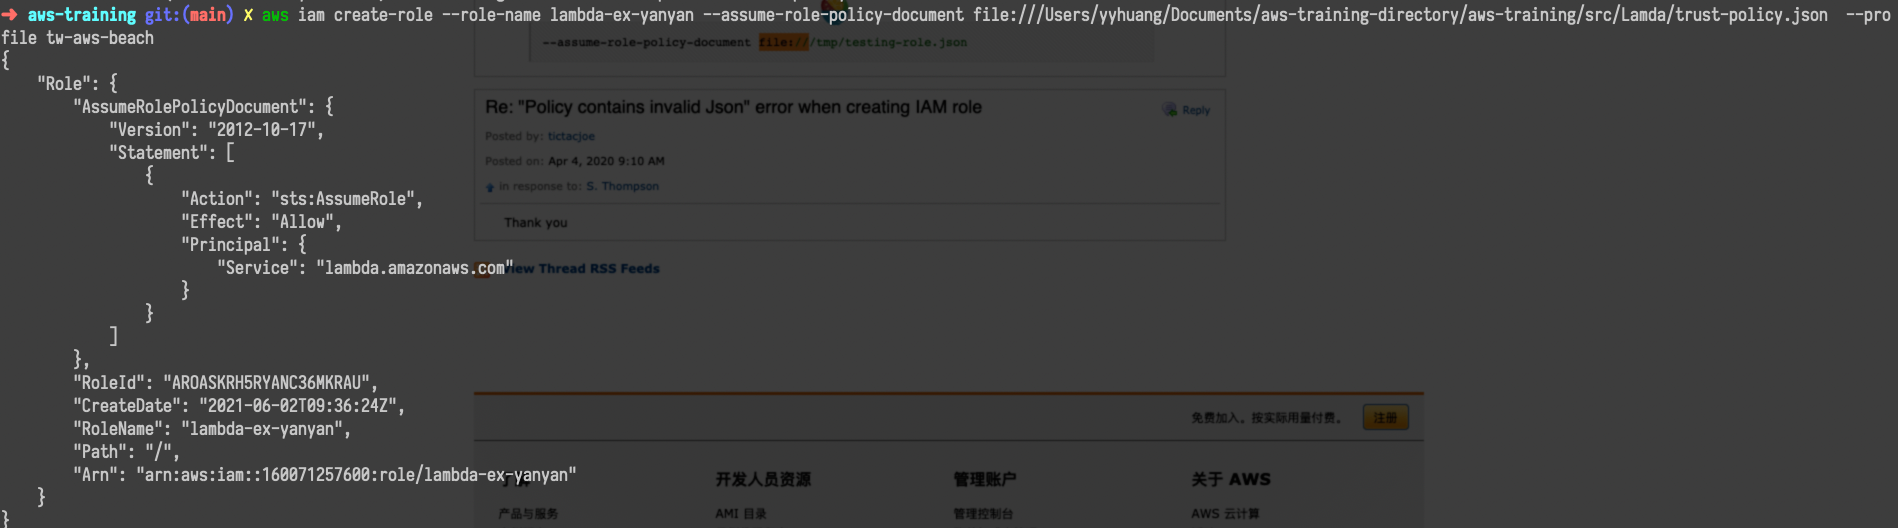 ➜ aws-training git:(main) ✗ aws iam create-role --role-name lambda-ex-yanyan --assume-role-policy-document file:///Users/yyhuang/Documents/aws-training-directory/aws-training/src/Lamda/trust-policy.json --pro
file tw-aws-beach
{
    "Role": {
        "AssumeRolePolicyDocument": {
            "Version": "2012-10-17",
            "Statement": [
                {
                    "Action": "sts:AssumeRole",
                    "Effect": "Allow",
                    "Principal": {
                        "Service": "lambda.amazonaws.com"
                    }
                }
            ]
        },
        "RoleId": "AROASKRH5RYANC36MKRAU",
        "CreateDate": "2021-06-02T09:36:24Z",
        "RoleName": "lambda-ex-yanyan",
        "Path": "/",
        "Arn": "arn:aws:iam::160071257600:role/lambda-ex-yanyan"
    }
}
--assume-role-policy-document file:///tmp/testing-role.json
Re: "Policy contains invalid Json" error when creating IAM role
Reply
Posted by: tictacjoe
Posted on: Apr 4, 2020 9:10 AM
in response to: S. Thompson
Thank you
View Thread RSS Feeds
免费加入，按实际用量付费。 注册
开发人员资源 管理账户 关于 AWS
产品与服务 AMI 目录 管理控制台 AWS 云计算